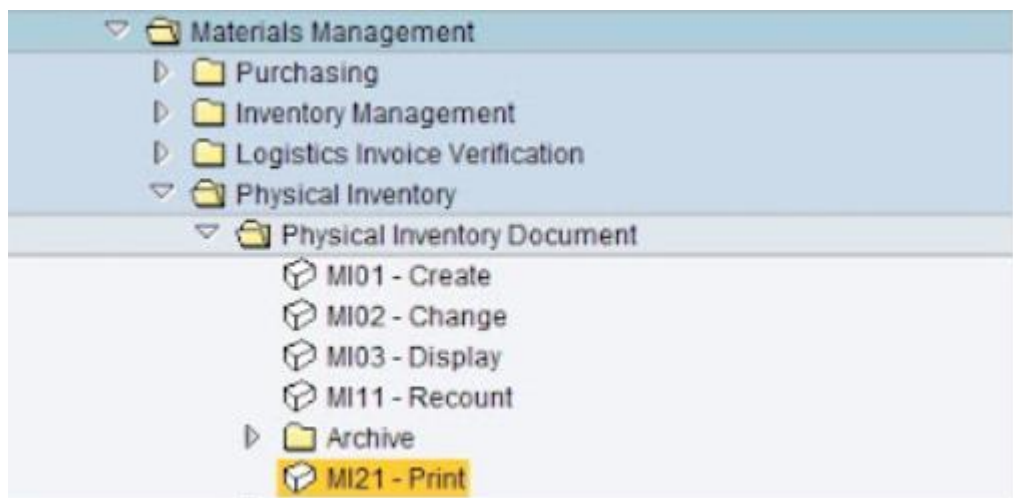 Materials Management
Purchasing
Inventory Management
Logistics Invoice Verification
Physical Inventory
Physical Inventory Document
MI01 - Create
MI02 - Change
MI03 - Display
MI11 - Recount
Archive
MI21 - Print